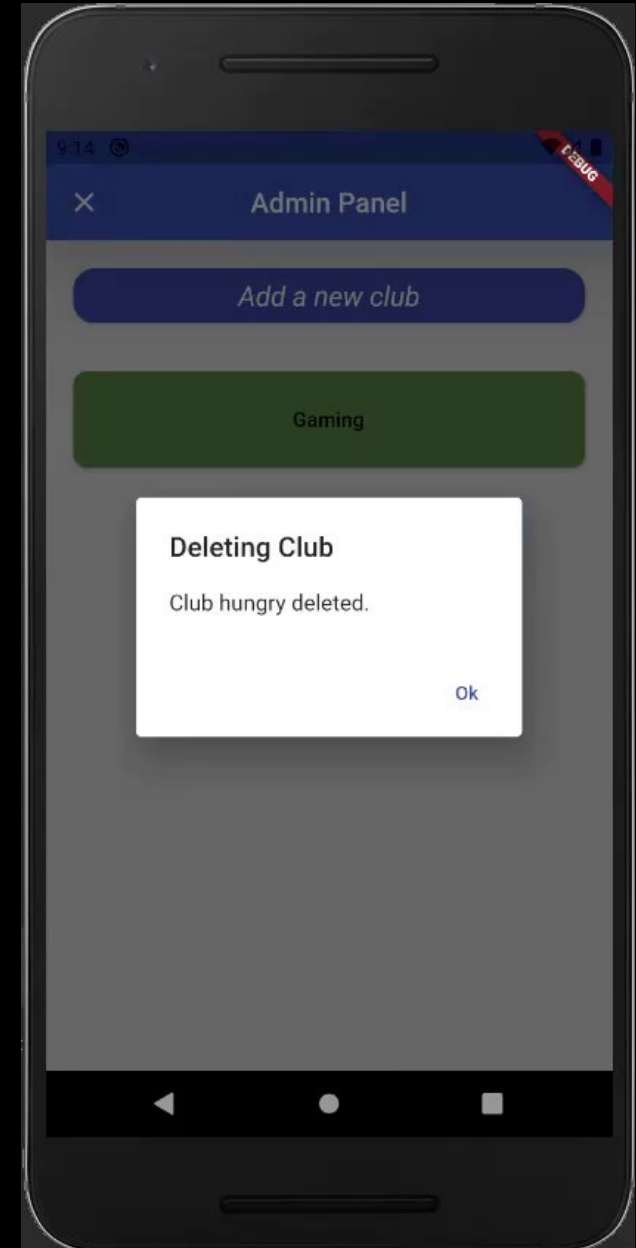 9:14
DEBUG
Admin Panel
Add a new club
Gaming
Deleting Club
Club hungry deleted.
Ok